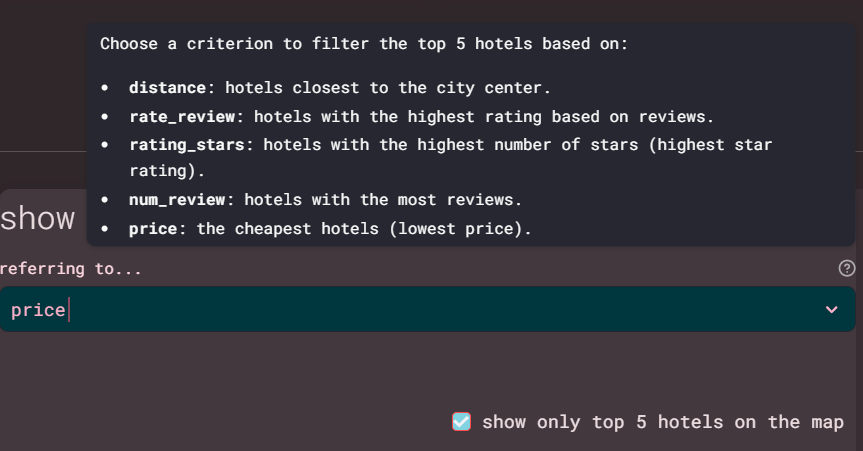 Choose a criterion to filter the top 5 hotels based on:
• distance: hotels closest to the city center.
• rate_review: hotels with the highest rating based on reviews.
• rating_stars: hotels with the highest number of stars (highest star
rating).
• num_review: hotels with the most reviews.
• price: the cheapest hotels (lowest price).
show
referring to...
price
show only top 5 hotels on the map